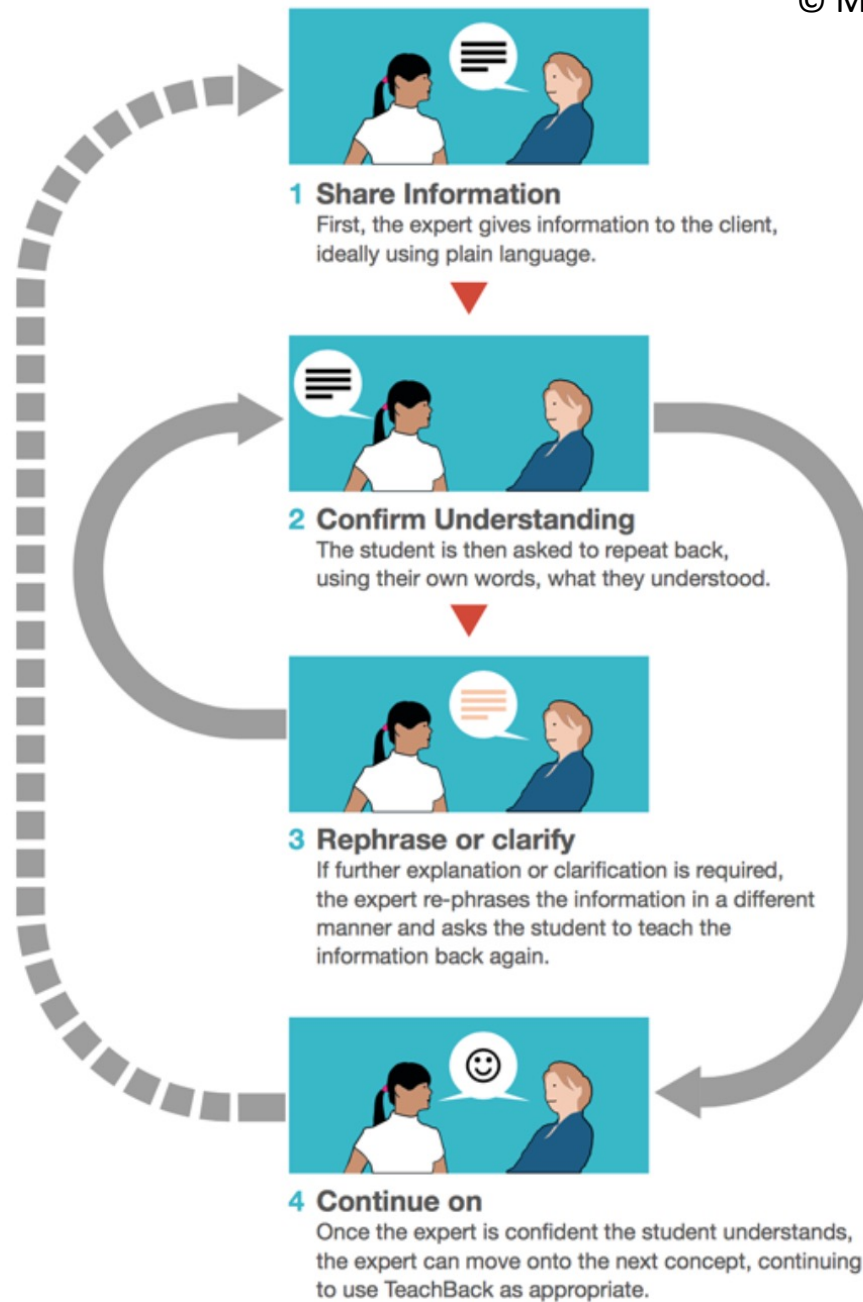 © M
1 Share Information
First, the expert gives information to the client,
ideally using plain language.
2 Confirm Understanding
The student is then asked to repeat back,
using their own words, what they understood.
3 Rephrase or clarify
If further explanation or clarification is required,
the expert re-phrases the information in a different
manner and asks the student to teach the
information back again.
4 Continue on
Once the expert is confident the student understands,
the expert can move onto the next concept, continuing
to use TeachBack as appropriate.